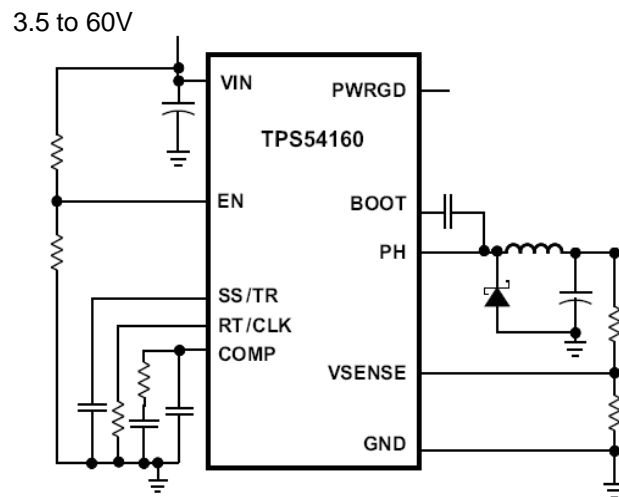 3.5 to 60V
VIN
PWRGD
TPS54160
EN
BOOT
PH
SS/TR
RT/CLK
COMP
VSENSE
GND